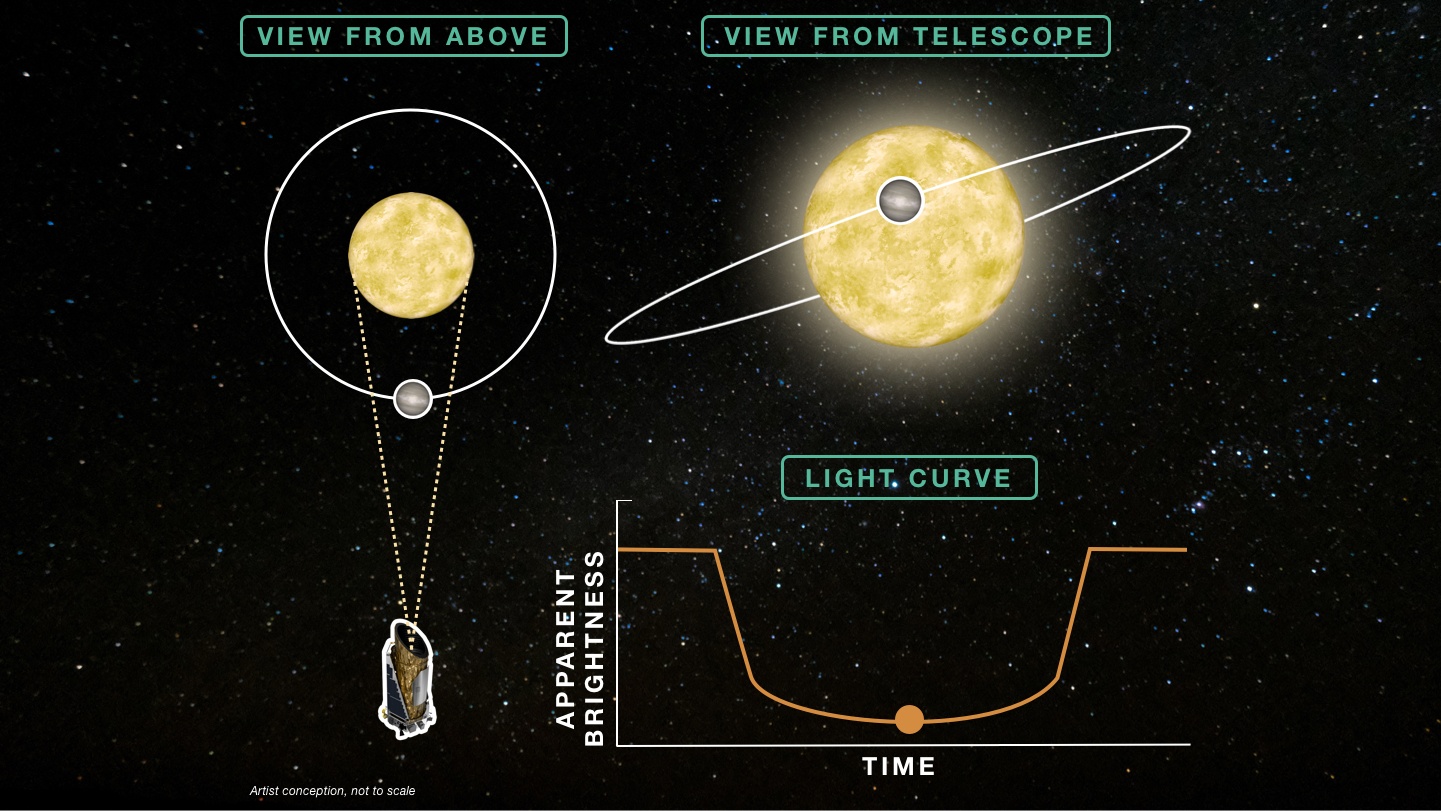 VIEW FROM ABOVE
VIEW FROM TELESCOPE
LIGHT CURVE
APPARENT
BRIGHTNESS
TIME
Artist conception, not to scale